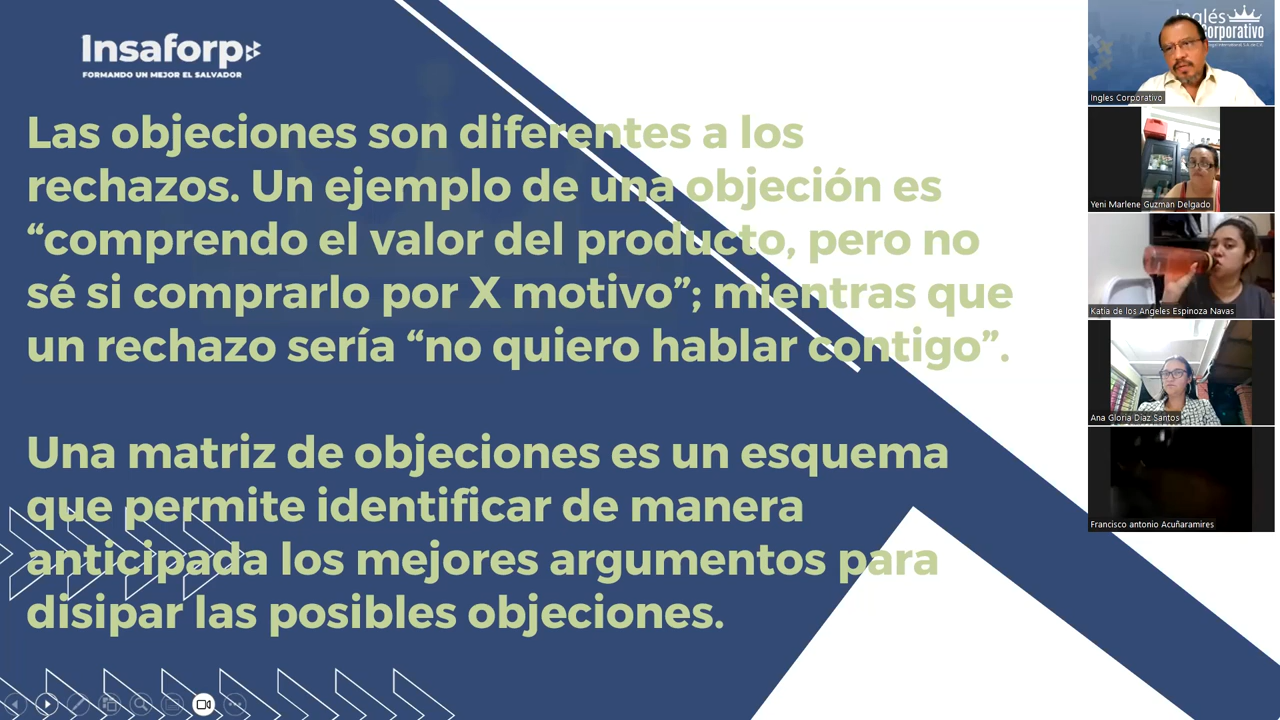 Insaforp
FORMANDO UN MEJOR EL SALVADOR
Las objeciones son diferentes a los
rechazos. Un ejemplo de una objeción es
“comprendo el valor del producto, pero no
sé si comprarlo por X motivo”; mientras que
un rechazo sería “no quiero hablar contigo”.
Una matriz de objeciones es un esquema
que permite identificar de manera
anticipada los mejores argumentos para
disipar las posibles objeciones.
Inglés
Corporativo
Ingles Corporativo
Yeni Marlene Guzman Delgado
Katia de los Angeles Espinoza Navas
Ana Gloria Díaz Santos
Francisco antonio Acuñaramires